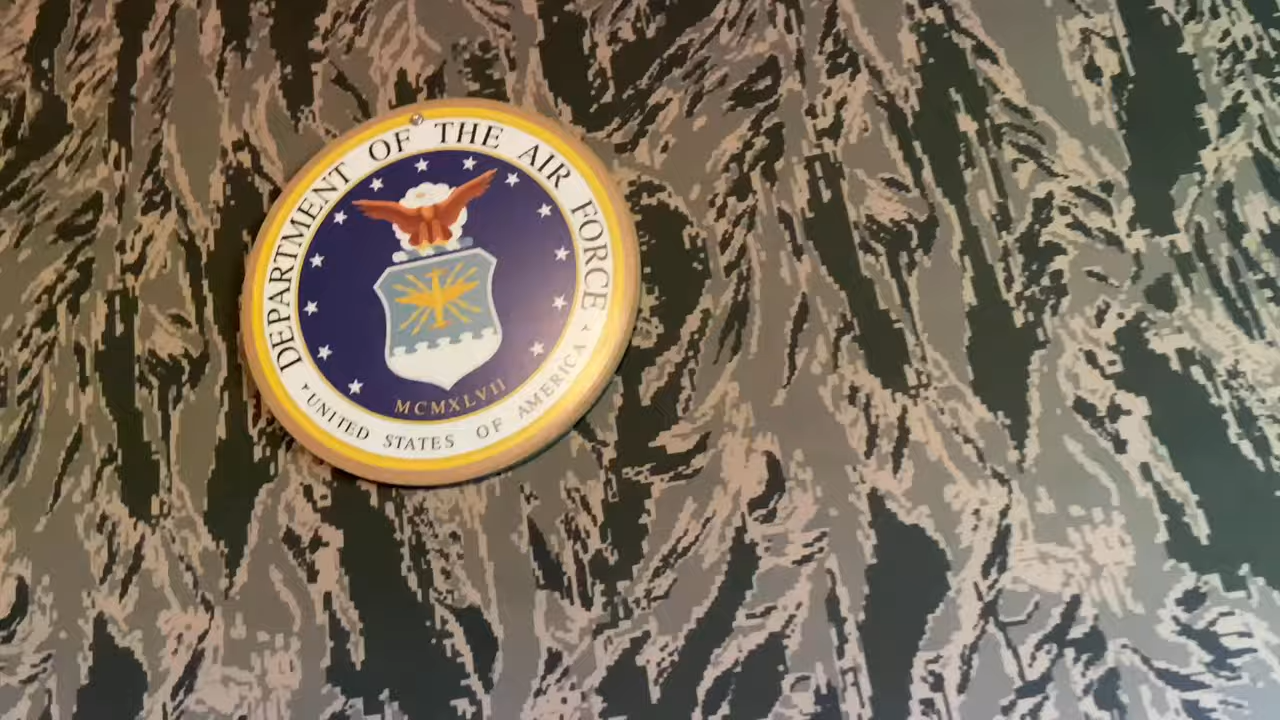 DEPARTMENT OF THE AIR FORCE
MCMXLVII
UNITED STATES OF AMERICA